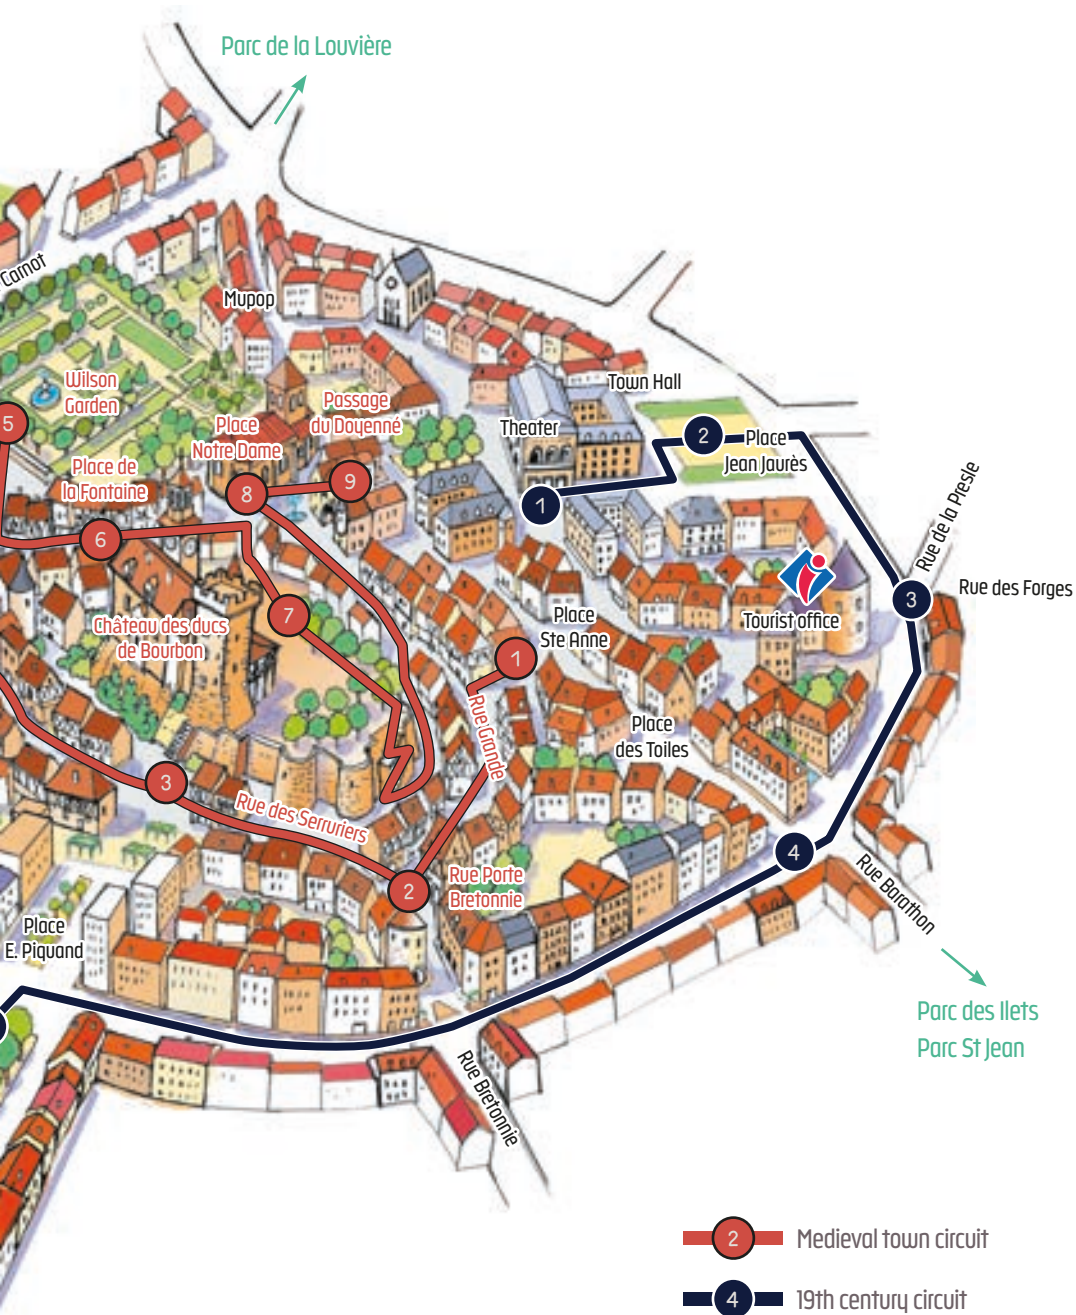 Parc de la Louvière
Carnot
Mupop
Wilson
Garden
Passage
du Doyenné
Town Hall
5
Place
Notre Dame
Theater
2
Place
Jean Jaurès
Place de
la Fontaine
8
9
1
6
Rue de la Presle
Rue des Forges
3
Tourist office
7
Place
Ste Anne
Château des ducs
de Bourbon
1
Rue Grande
Place
des Toiles
3
Rue des Serruriers
4
2
Rue Porte
Bretonnie
Rue Barathon
Place
E. Piquand
Parc des Ilets
Parc St Jean
Rue Bretonnie
2 Medieval town circuit
4 19th century circuit